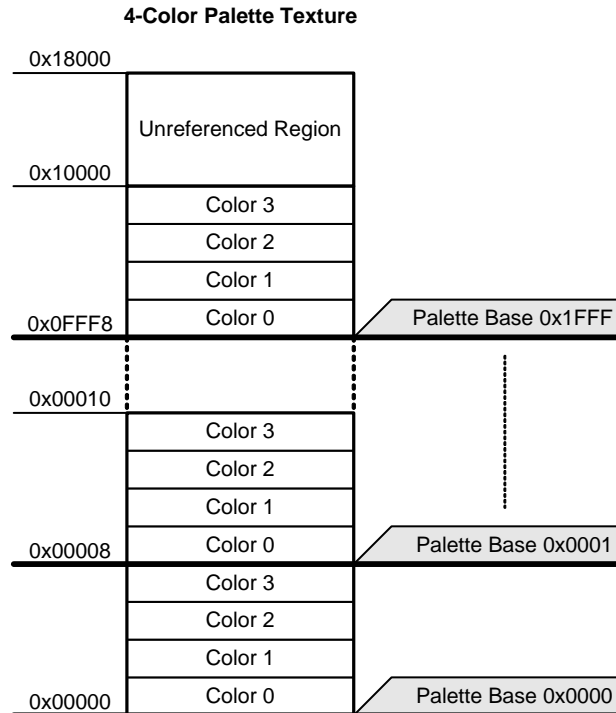 4-Color Palette Texture
0x18000
Unreferenced Region
0x10000
Color 3
Color 2
Color 1
Color 0
0x0FFF8
Palette Base 0x1FFF
0x00010
Color 3
Color 2
Color 1
Color 0
0x00008
Palette Base 0x0001
Color 3
Color 2
Color 1
Color 0
0x00000
Palette Base 0x0000